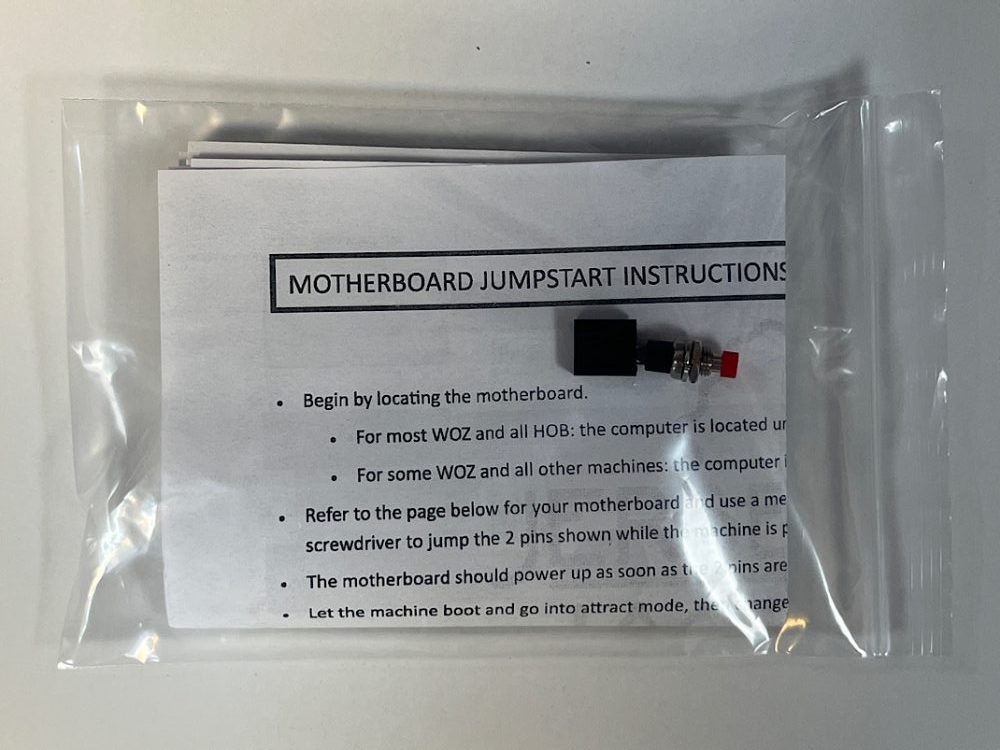 MOTHERBOARD JUMPSTART INSTRUCTIONS
• Begin by locating the motherboard.
• For most WOZ and all HOB: the computer is located
• For some WOZ and all other machines: the computer
• Refer to the page below for your motherboard and use a
screwdriver to jump the 2 pins shown while the machine is
• The motherboard should power up as soon as the 2 pins are
• Let the machine boot and go into attract mode,